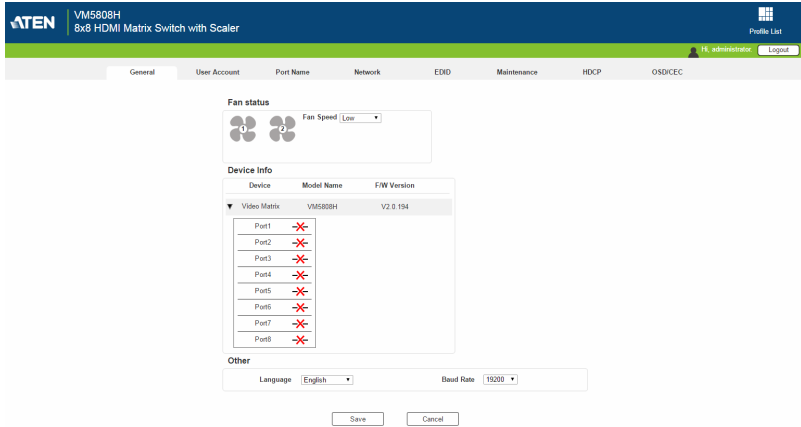 ATEN
VM5808H
8x8 HDMI Matrix Switch with Scaler
Profile List
Hi, administrator. Logout
General User Account Port Name Network EDID Maintenance HDCP OSD/CEC
Fan status
1 2 Fan Speed Low
Device Info
Device Model Name F/W Version
Video Matrix VM5808H V2.0.194
Port1
Port2
Port3
Port4
Port5
Port6
Port7
Port8
Other
Language English Baud Rate 19200
Save Cancel